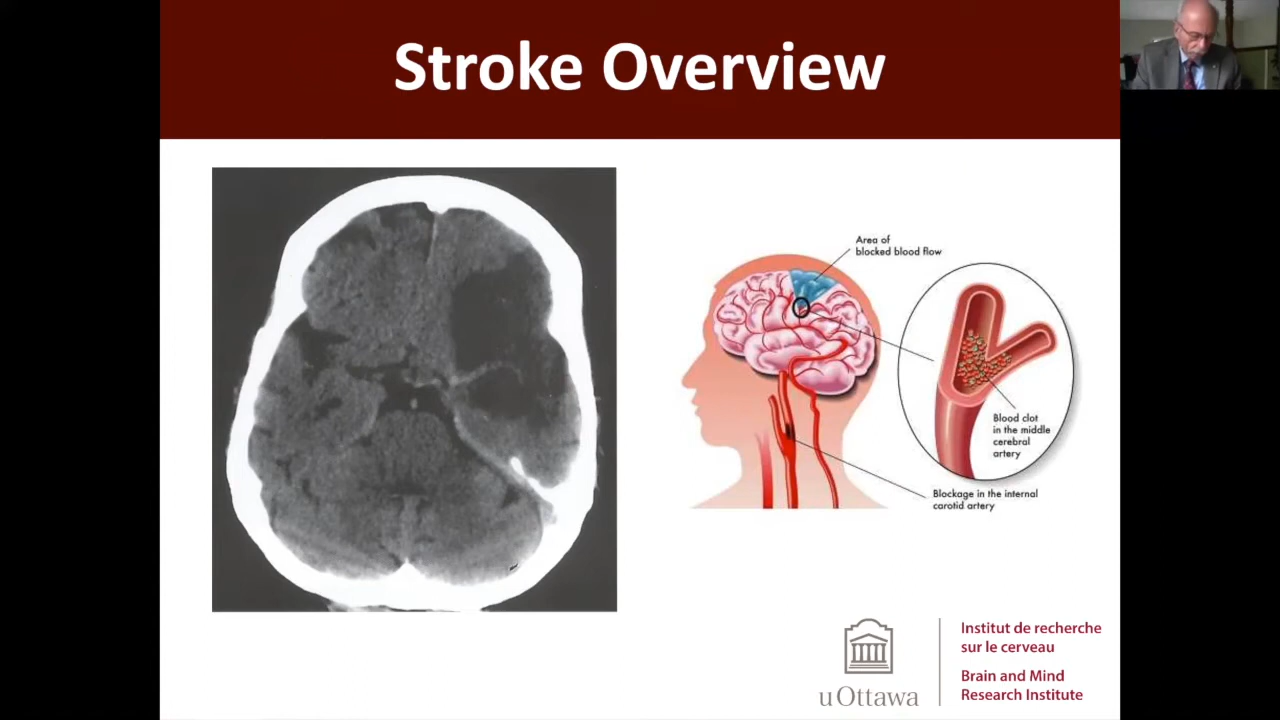 Stroke Overview
Area of
blocked blood flow
Blood clot
in the middle
cerebral
artery
Blockage in the internal
carotid artery
uOttawa
Institut de recherche
sur le cerveau
Brain and Mind
Research Institute